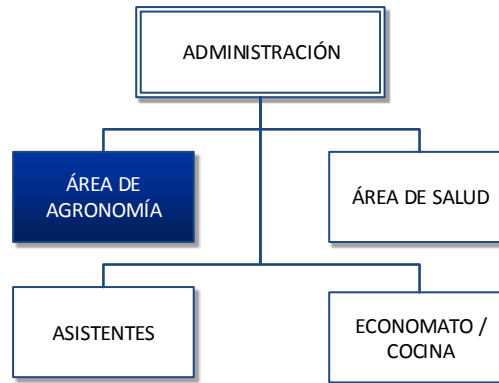 ADMINISTRACIÓN
ÁREA DE
AGRONOMÍA
ÁREA DE SALUD
ASISTENTES
ECONOMATO /
COCINA